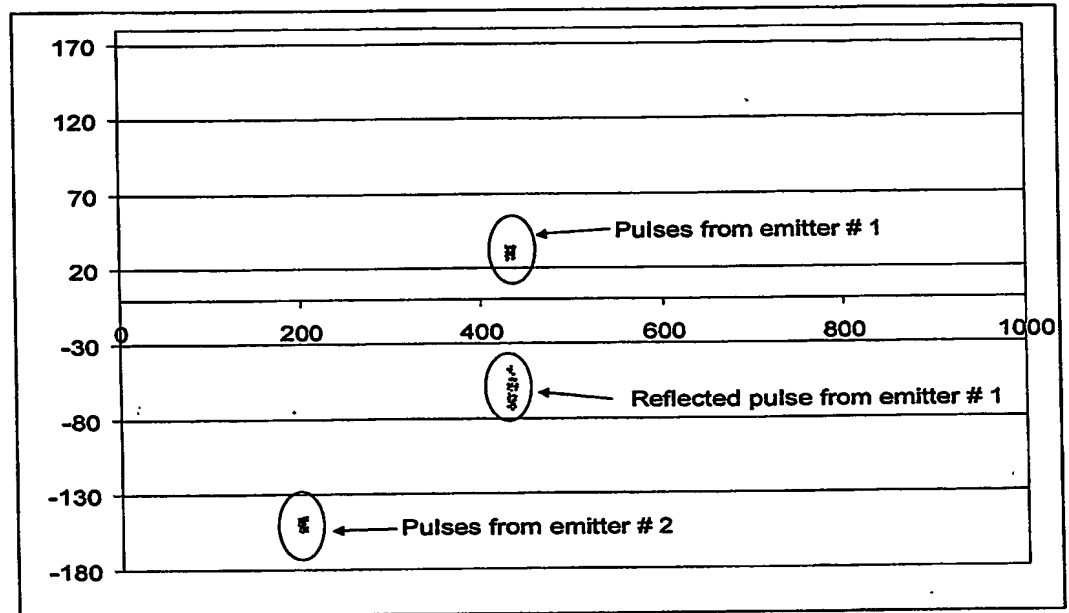 170
120
70
Pulses from emitter # 1
20
0 200 400 600 800 1000
-30
Reflected pulse from emitter # 1
-80
-130
Pulses from emitter # 2
-180